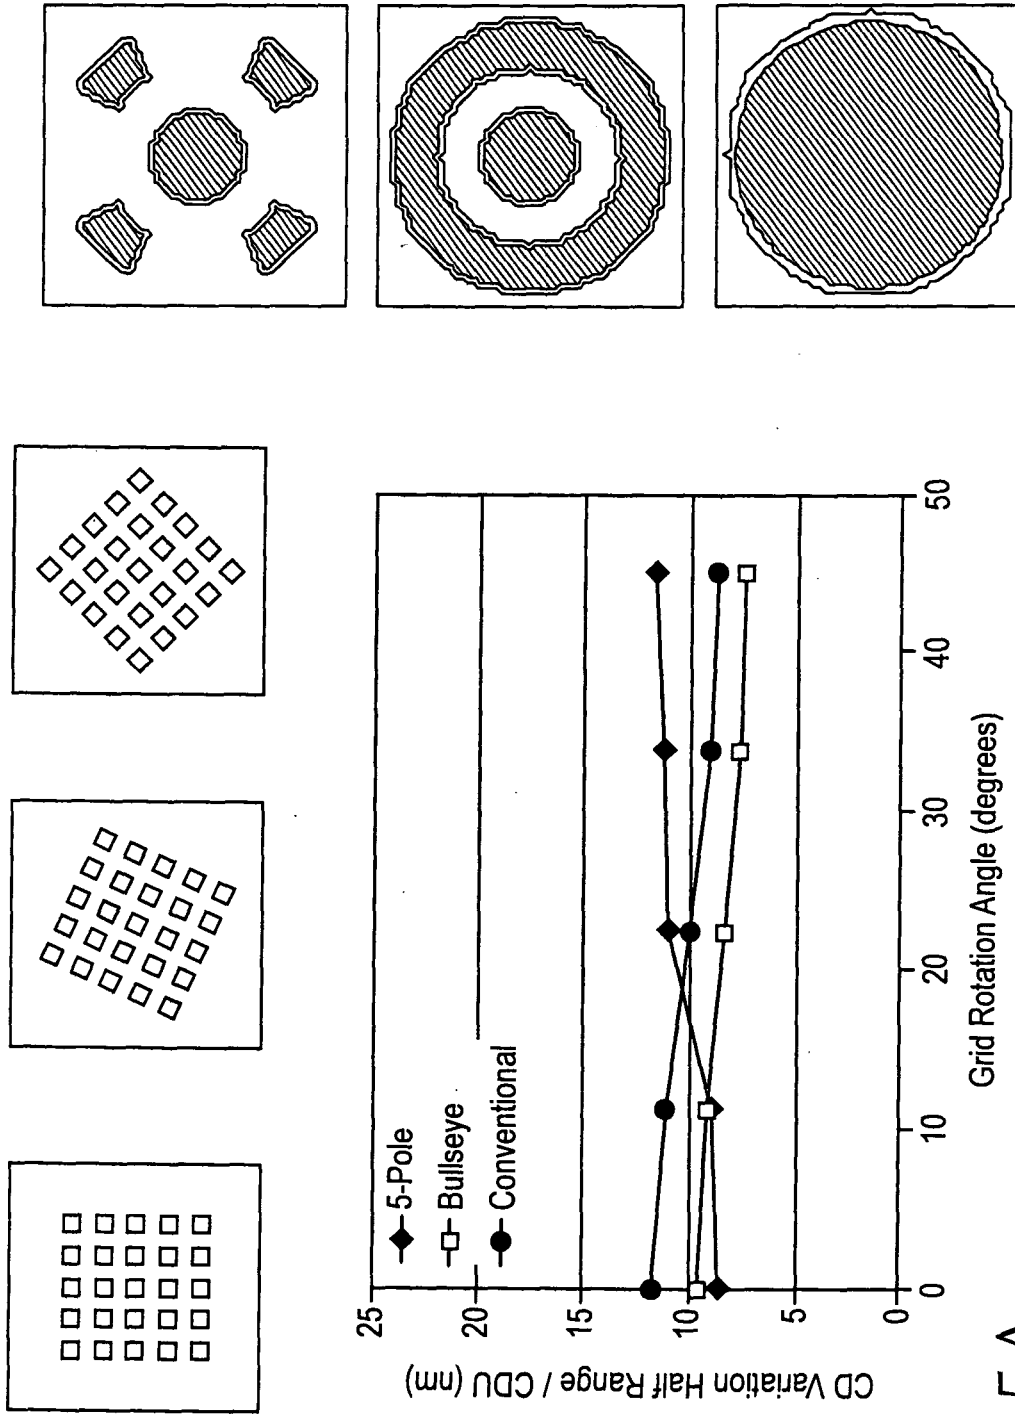 CD Variation Half Range / CDU (nm)
25
20
15
10
5
0
5-Pole
Bullseye
Conventional
0
10
20
30
40
50
Grid Rotation Angle (degrees)